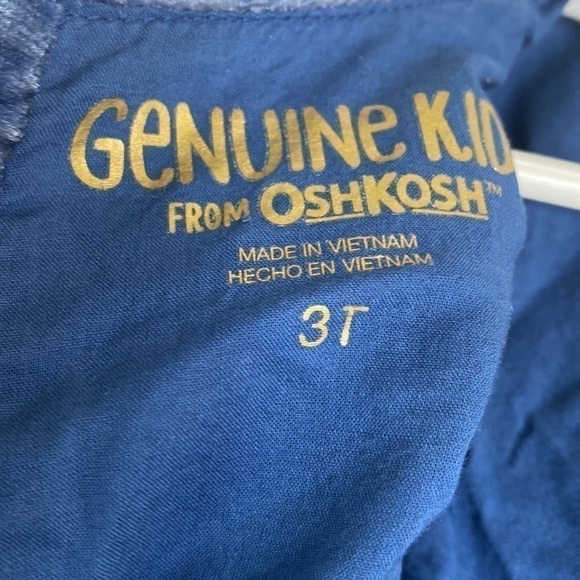 GENUINE KID
FROM OSHKOSH™
MADE IN VIETNAM
HECHO EN VIETNAM
3T